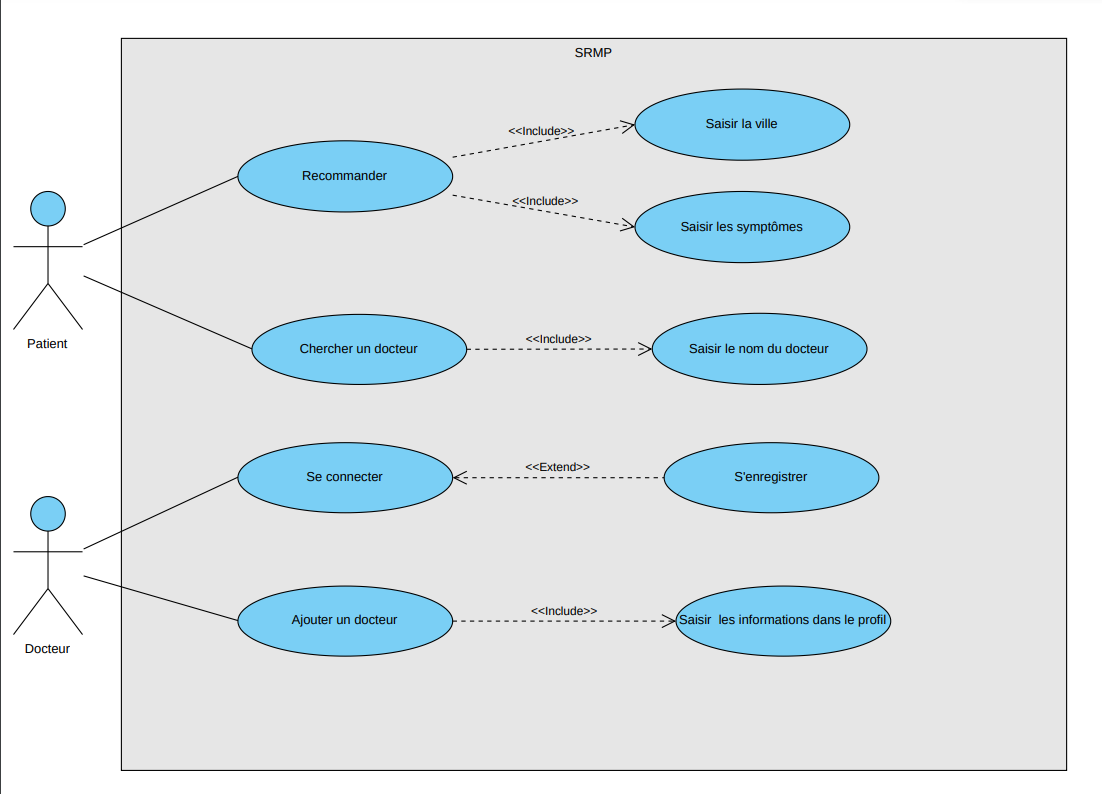 SRMP
<<Include>>
Saisir la ville
Recommander
<<Include>>
Saisir les symptômes
Patient
<<Include>>
Chercher un docteur
Saisir le nom du docteur
<<Extend>>
Se connecter
S'enregistrer
<<Include>>
Ajouter un docteur
Saisir  les informations dans le profil
Docteur